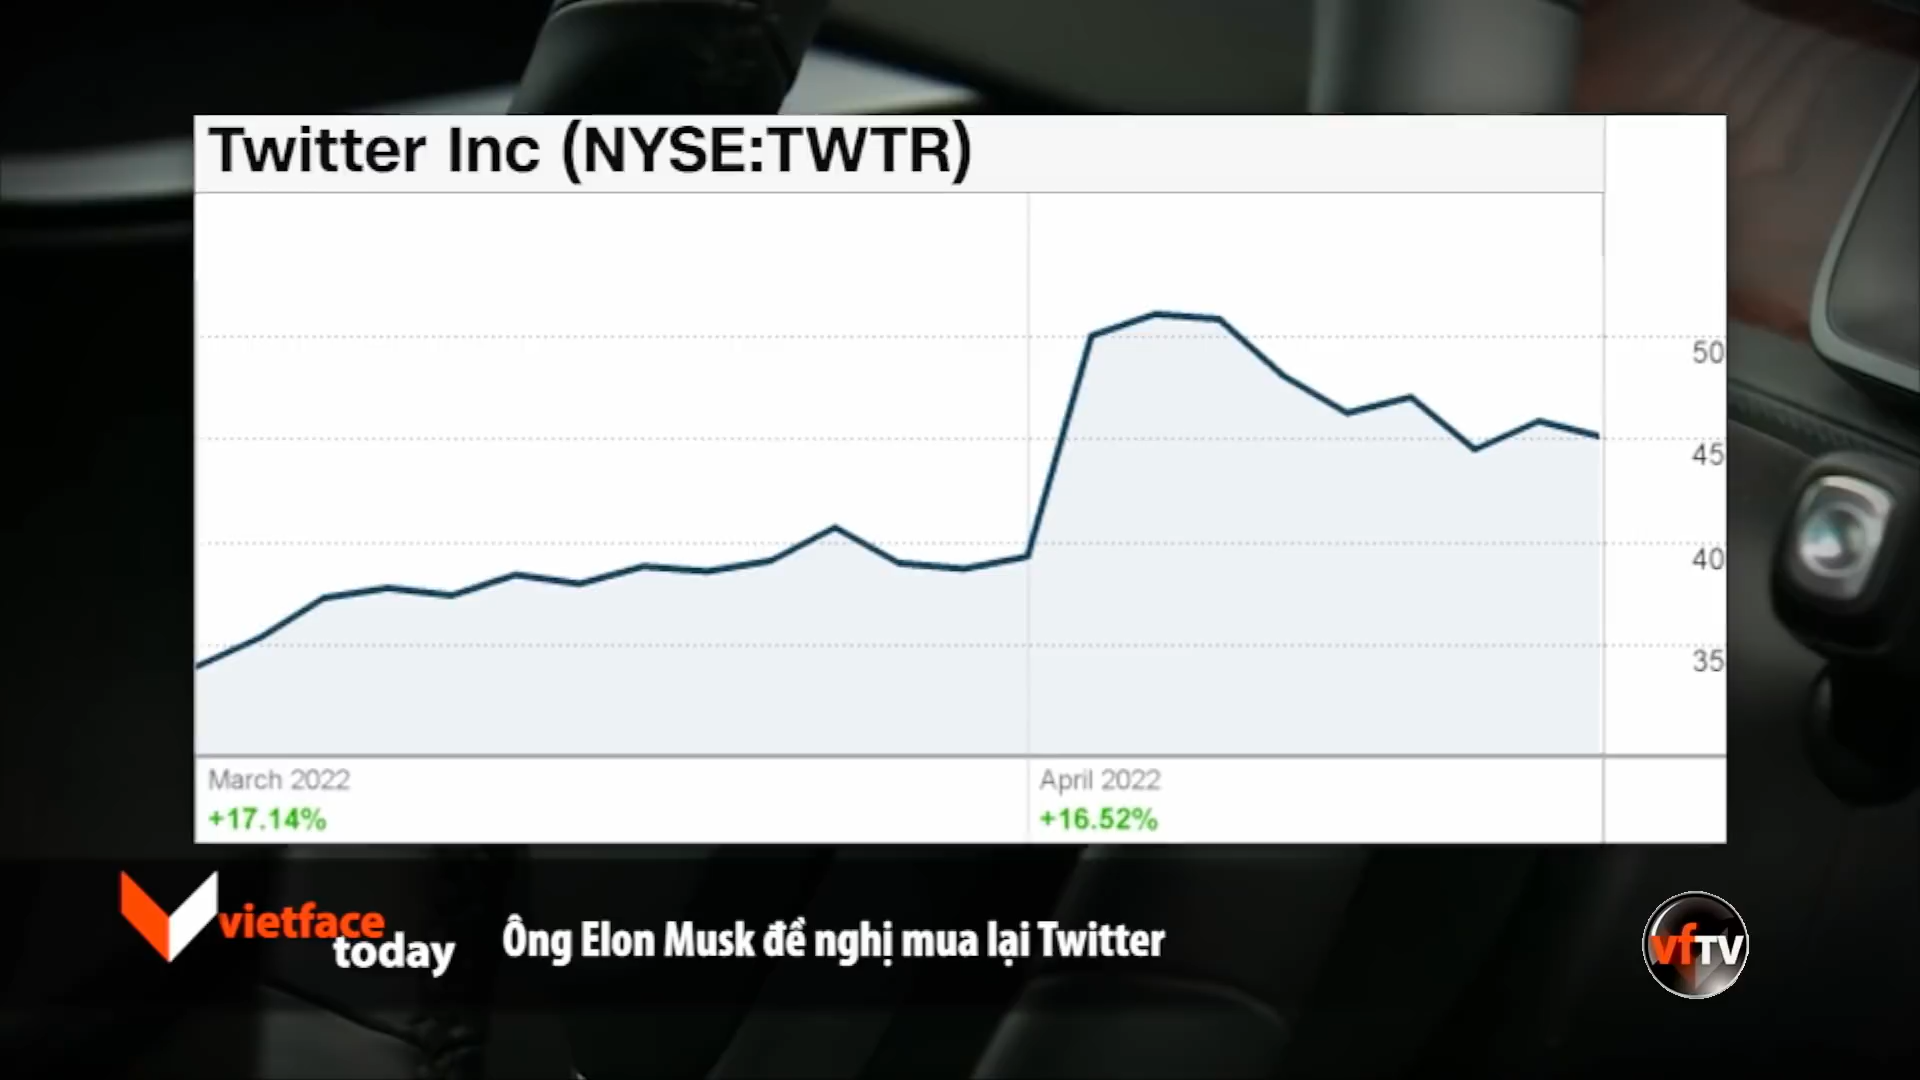 Twitter Inc (NYSE:TWTR)
50
45
40
35
March 2022
+17.14%
April 2022
+16.52%
vietface
today
Ông Elon Musk đề nghị mua lại Twitter
vfTV